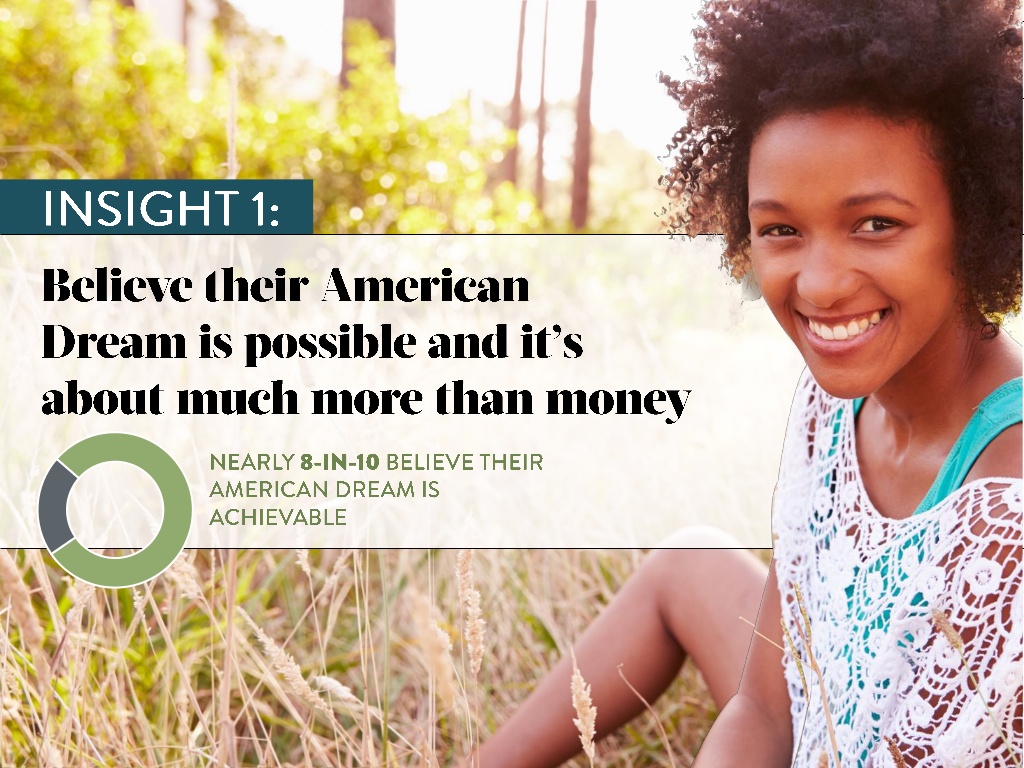 INSIGHT 1:
Believe their American
Dream is possible and it’s
about much more than money
NEARLY 8-IN-10 BELIEVE THEIR
AMERICAN DREAM IS
ACHIEVABLE